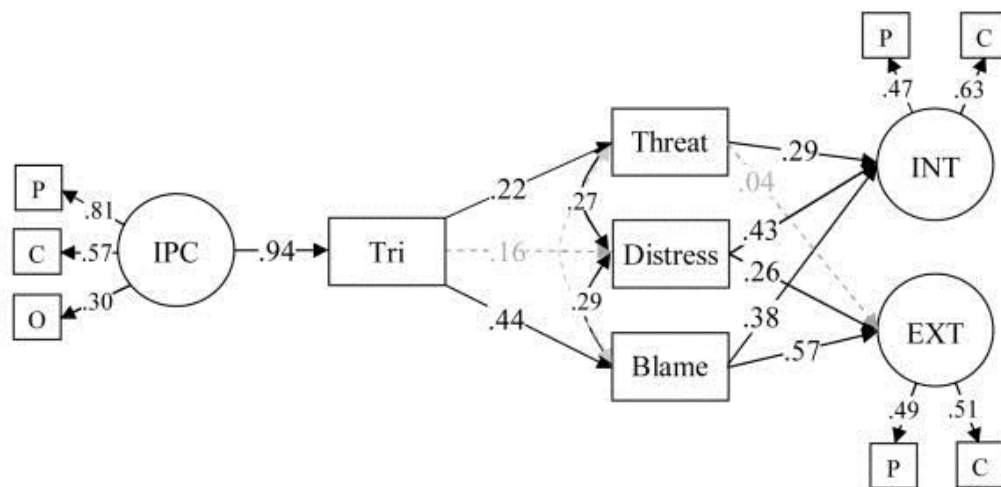 P C
.47 .63
Threat .29 INT
P
.81
.22
.04
.27
C .57 IPC .94 Tri .16 Distress .43
.26
O .30
.29
.44
.38
Blame .57 EXT
.49 .51
P C